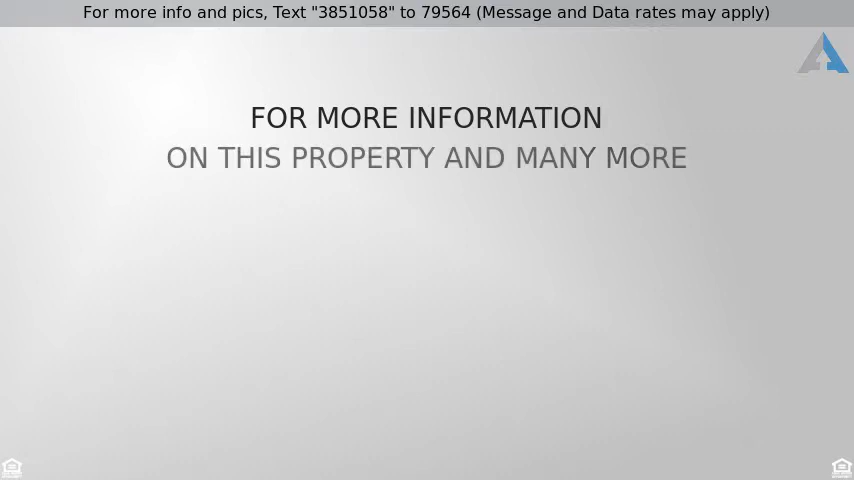 For more info and pics, Text "3851058" to 79564 (Message and Data rates may apply)
FOR MORE INFORMATION
ON THIS PROPERTY AND MANY MORE